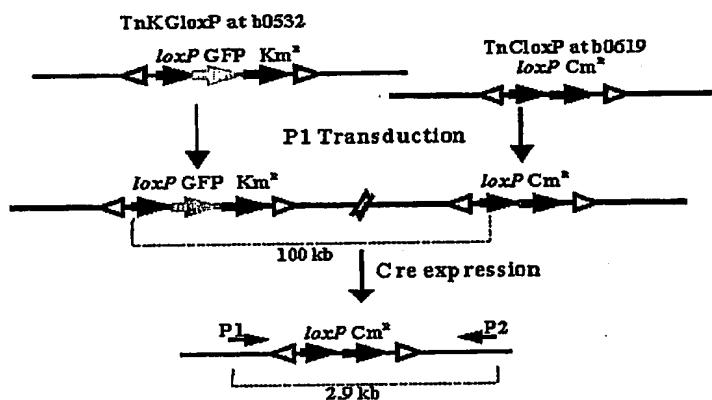 TnKGloxP at b0532
loxP GFP Km^R
TnCloxP at b0619
loxP Cm^R
P1 Transduction
loxP GFP Km^R
loxP Cm^R
100 kb
Cre expression
P1
loxP Cm^R
P2
2.9 kb